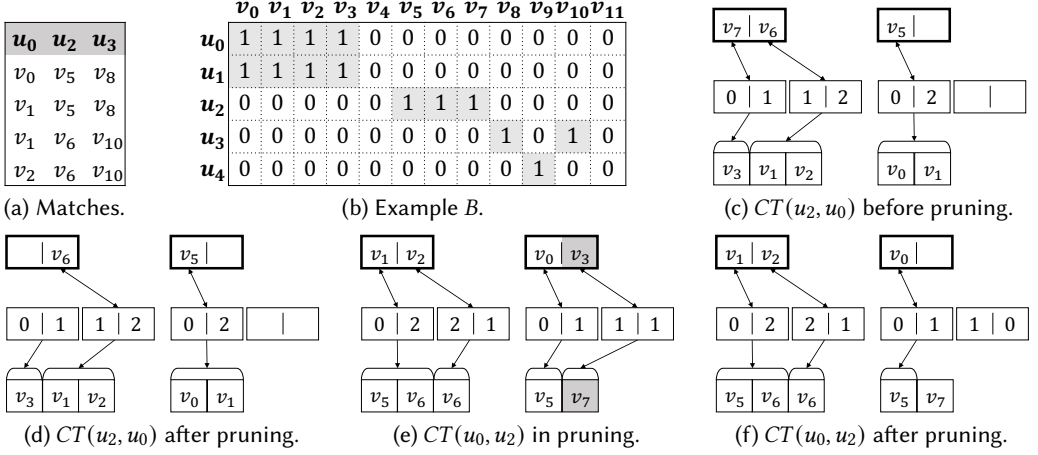 u₀ u₂ u₃
v₀ v₅ v₈
v₁ v₅ v₈
v₁ v₆ v₁₀
v₂ v₆ v₁₀
(a) Matches.
v₀ v₁ v₂ v₃ v₄ v₅ v₆ v₇ v₈ v₉ v₁₀ v₁₁
u₀ 1 1 1 1 0 0 0 0 0 0 0 0
u₁ 1 1 1 1 0 0 0 0 0 0 0 0
u₂ 0 0 0 0 0 1 1 1 0 0 0 0
u₃ 0 0 0 0 0 0 0 0 1 0 1 0
u₄ 0 0 0 0 0 0 0 0 0 1 0 0
(b) Example B.
v₇ | v₆ v₅ |
0 | 1 1 | 2 0 | 2 |
v₃ v₁ v₂ v₀ v₁
(c) CT(u₂, u₀) before pruning.
| v₆ v₅ |
0 | 1 1 | 2 0 | 2 |
v₃ v₁ v₂ v₀ v₁
(d) CT(u₂, u₀) after pruning.
v₁ | v₂ v₀ | v₃
0 | 2 2 | 1 0 | 1 1 | 1
v₅ v₆ v₆ v₅ v₇
(e) CT(u₀, u₂) in pruning.
v₁ | v₂ v₀ |
0 | 2 2 | 1 0 | 1 1 | 0
v₅ v₆ v₆ v₅ v₇
(f) CT(u₀, u₂) after pruning.